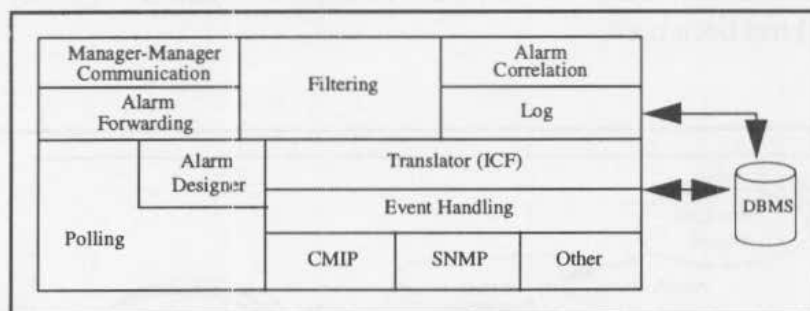 Manager-Manager
Communication
Filtering
Alarm
Correlation
Alarm
Forwarding
Log
Polling
Alarm
Designer
Translator (ICF)
Event Handling
DBMS
CMIP
SNMP
Other